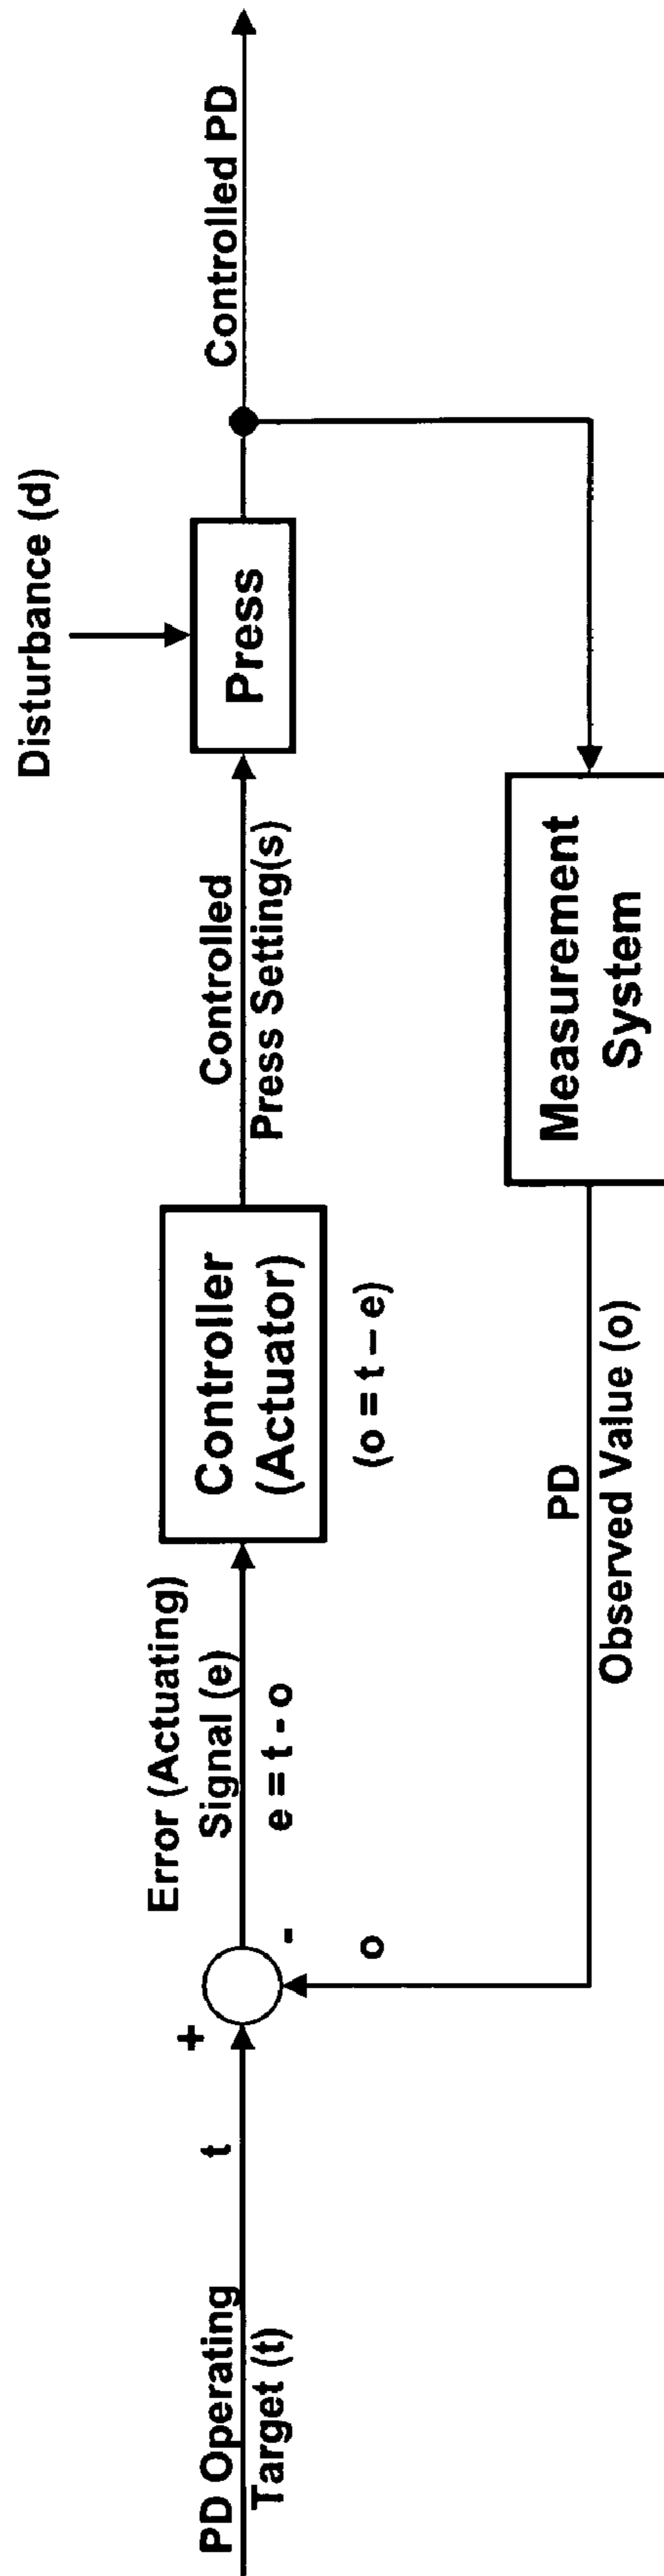 PD Operating
Target (t)
t
+
-
o
Error (Actuating)
Signal (e)
e = t - o
Controller
(Actuator)
(o = t – e)
Controlled
Press Setting(s)
Disturbance (d)
Press
Controlled PD
Measurement
System
PD
Observed Value (o)